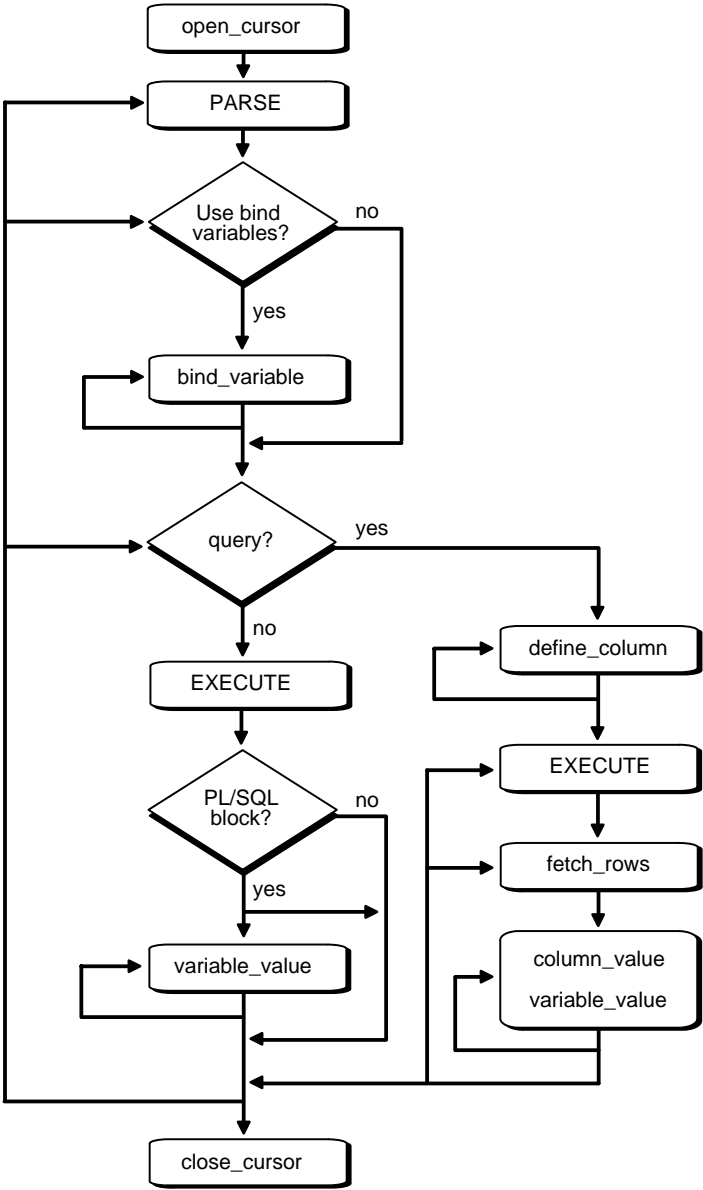 open_cursor
PARSE
Use bind
variables?
no
yes
bind_variable
query?
yes
no
define_column
EXECUTE
EXECUTE
PL/SQL
block?
no
fetch_rows
yes
variable_value
column_value
variable_value
close_cursor